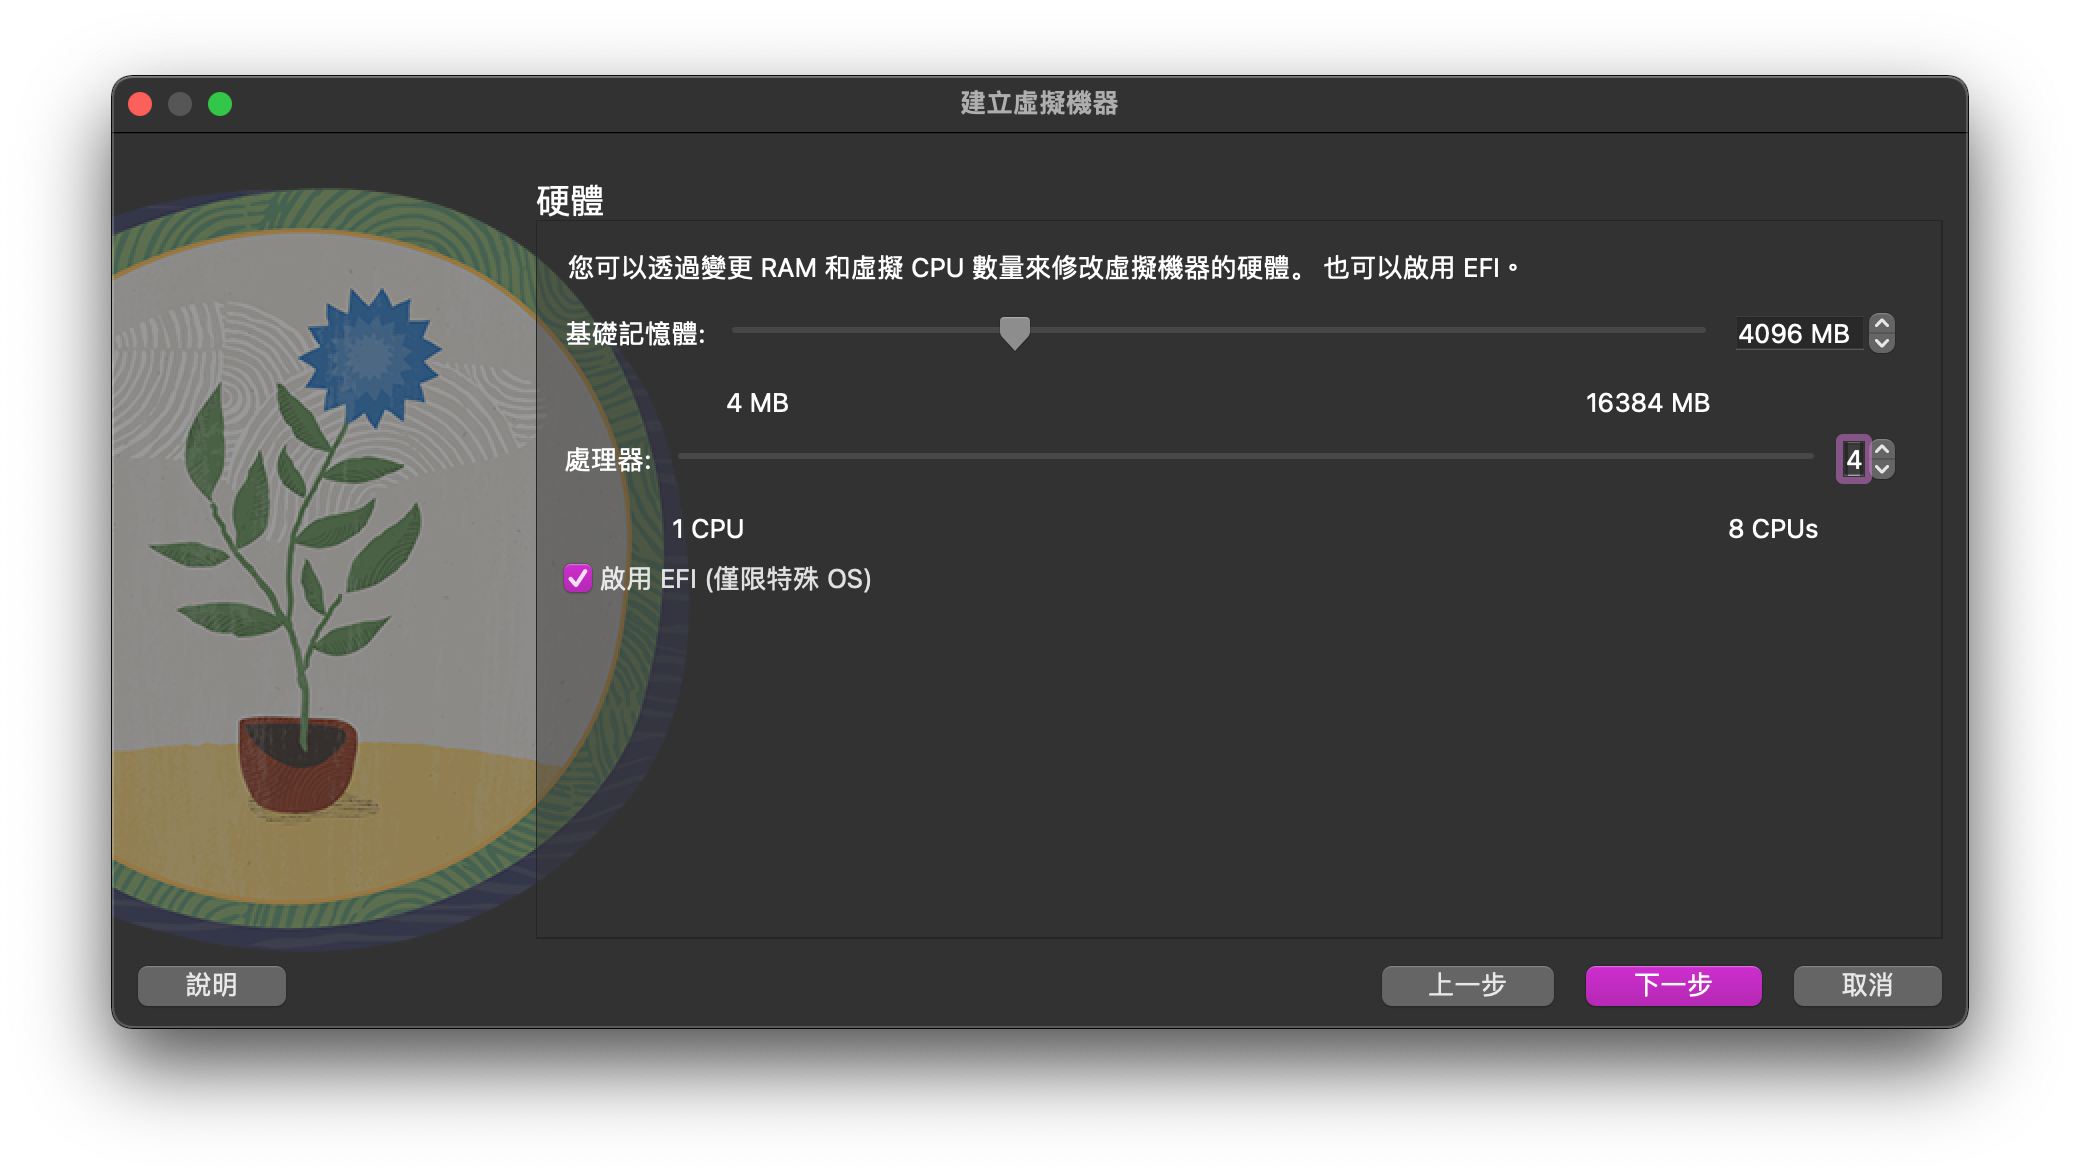 建立虛擬機器
硬體
您可以透過變更 RAM 和虛擬 CPU 數量來修改虛擬機器的硬體。 也可以啟用 EFI。
基礎記憶體: 4096 MB
4 MB 16384 MB
處理器: 4
1 CPU 8 CPUs
啟用 EFI (僅限特殊 OS)
說明 上一步 下一步 取消